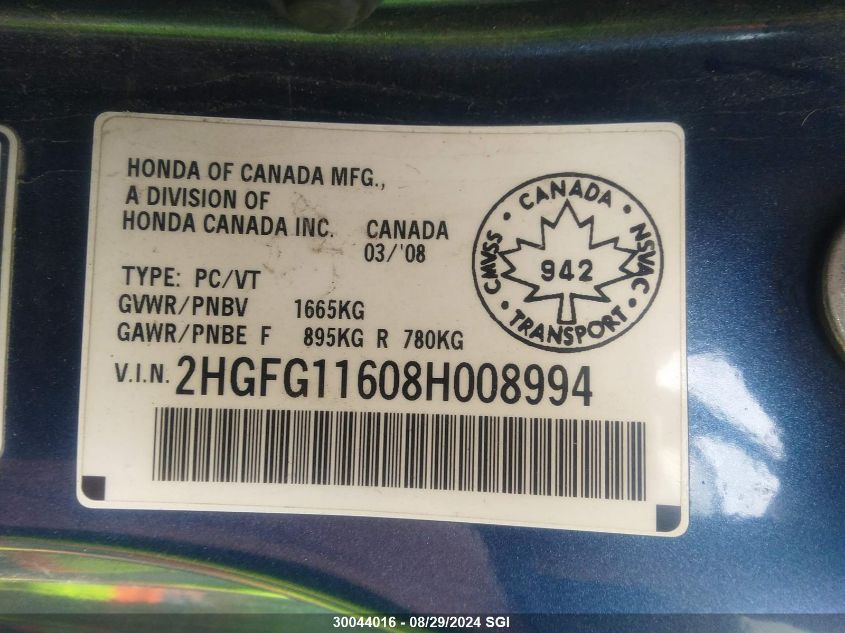 HONDA OF CANADA MFG.,
A DIVISION OF
HONDA CANADA INC. CANADA
03/'08
TYPE: PC/VT
GVWR/PNBV 1665KG
GAWR/PNBE F 895KG R 780KG
V.I.N. 2HGFG11608H008994
CMVSS · CANADA · NSVAC
942
· TRANSPORT ·
30044016 - 08/29/2024 SGI